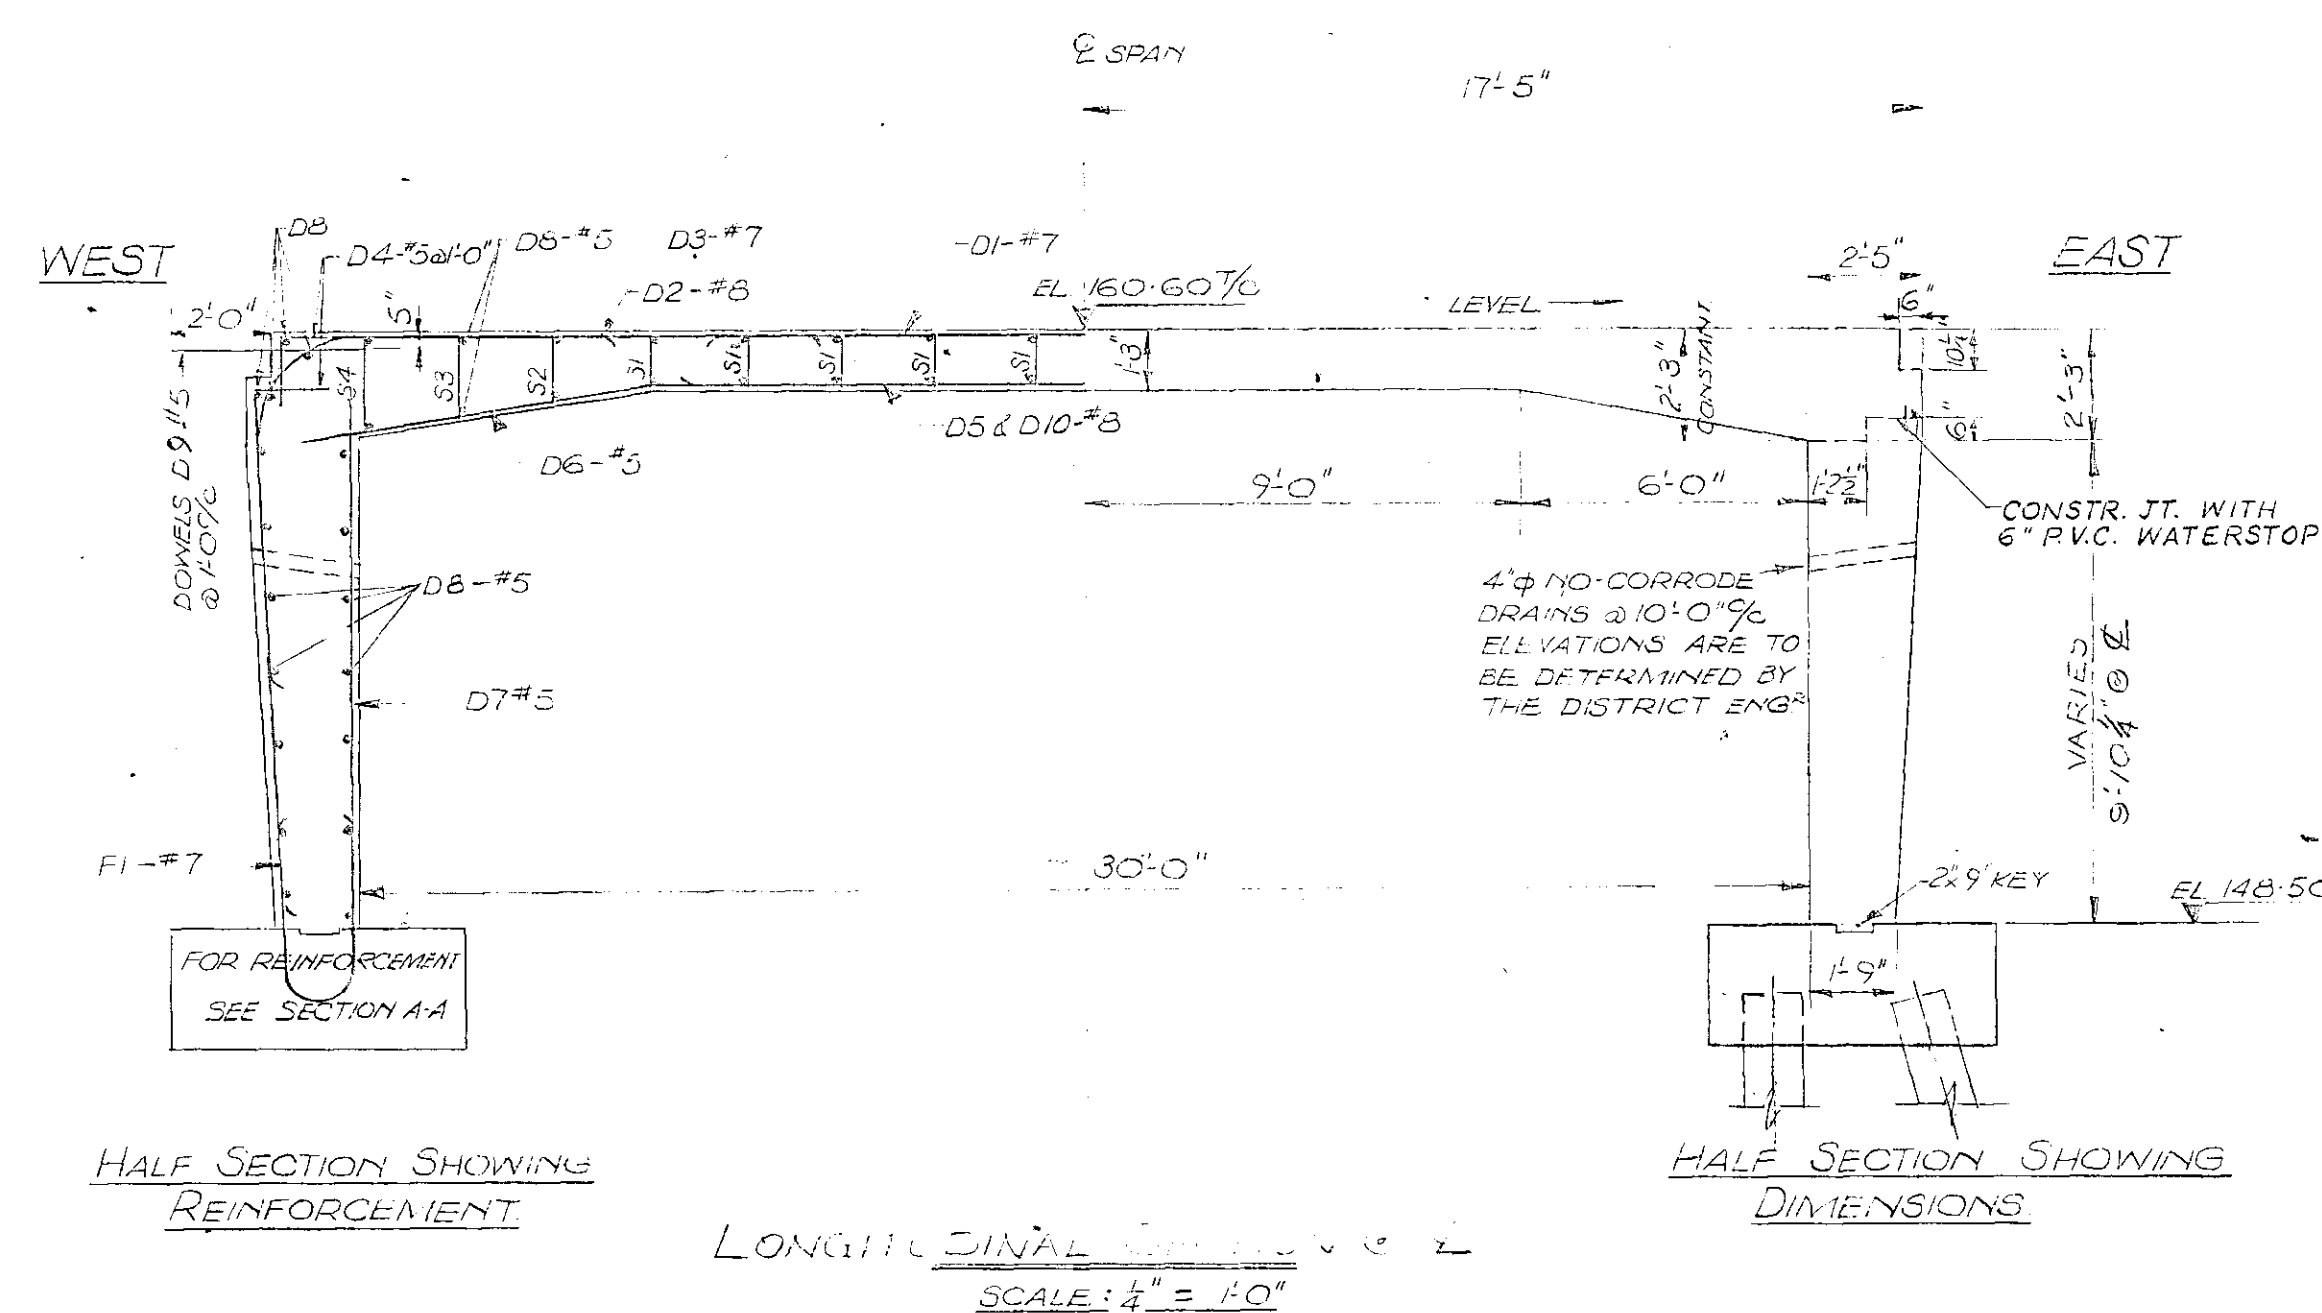 ℄ SPAN
17'-5"
WEST
D8
D4-#5@1'-0"
D8-#5
D3-#7
D1-#7
2'-5"
EAST
2'-0"
5"
D2-#8
EL. 160.60 T/C
LEVEL
6"
S4
S3
S2
S1
S1
S1
S1
S1
1'-3"
2'-3"
CONSTANT
10¼"
2'-3"
6"
D5 & D10-#8
D6-#5
DOWELS D9 #5
@ 1'-0 C/C
9'-0"
6'-0"
1'-2½"
CONSTR. JT. WITH
6" P.V.C. WATERSTOP
D8-#5
4"φ NO-CORRODE
DRAINS @ 10'-0" C/C
ELEVATIONS ARE TO
BE DETERMINED BY
THE DISTRICT ENGR
D7#5
VARIES
9'-10¼" @ ℄
F1-#7
30'-0"
2"x9" KEY
EL 148.50
FOR REINFORCEMENT
SEE SECTION A-A
1'-9"
HALF SECTION SHOWING
REINFORCEMENT.
HALF SECTION SHOWING
DIMENSIONS
LONGITUDINAL
SCALE: ¼" = 1'-0"